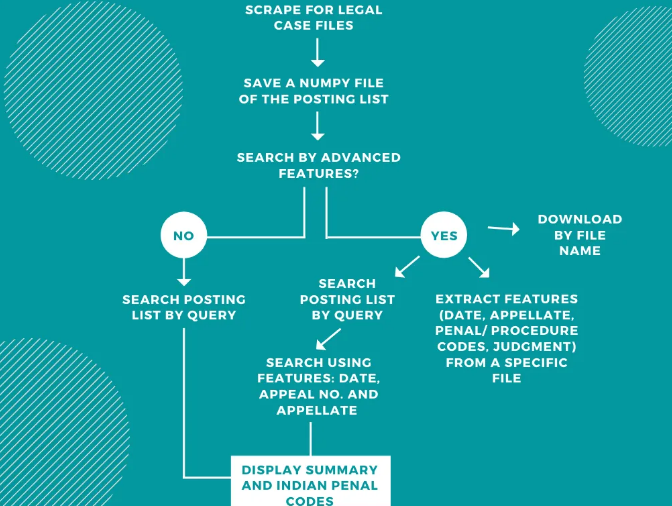 SCRAPE FOR LEGAL
CASE FILES
SAVE A NUMPY FILE
OF THE POSTING LIST
SEARCH BY ADVANCED
FEATURES?
NO
YES
DOWNLOAD
BY FILE
NAME
SEARCH POSTING
LIST BY QUERY
SEARCH
POSTING LIST
BY QUERY
EXTRACT FEATURES
(DATE, APPELLATE,
PENAL/ PROCEDURE
CODES, JUDGMENT)
FROM A SPECIFIC
FILE
SEARCH USING
FEATURES: DATE,
APPEAL NO. AND
APPELLATE
DISPLAY SUMMARY
AND INDIAN PENAL
CODES